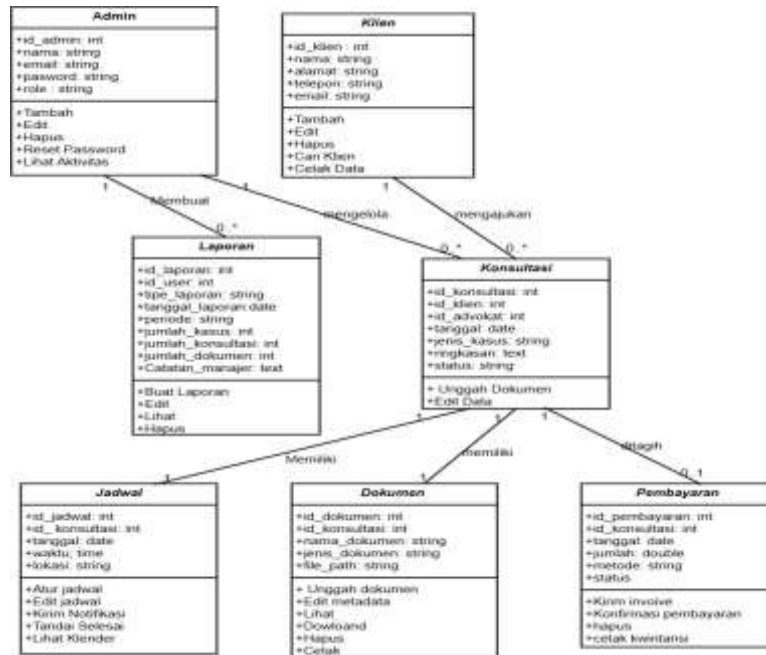 Admin
+id_admin: int
+nama: string
+email: string
+pasword: string
+role : string
+Tambah
+Edit
+Hapus
+Reset Password
+Lihat Aktivitas
Klien
+id_klien : int
+nama: string
+alamat: string
+telepon: string
+email: string
+Tambah
+Edit
+Hapus
+Cari Klien
+Cetak Data
1
Membuat
0..*
1
mengelola
0..*
1
mengajukan
0..*
Laporan
+id_laporan: int
+id_user: int
+tipe_laporan: string
+tanggal_laporan:date
+periode: string
+jumlah_kasus: int
+jumlah_konsultasi: int
+jumlah_dokumen: int
+Catatan_manajer: text
+Buat Laporan
+Edit
+Lihat
+Hapus
Konsultasi
+id_konsultasi: int
+id_klien: int
+id_advokat: int
+tanggal: date
+jenis_kasus: string
+ringkasan: text
+status: string
+ Unggah Dokumen
+Edit Data
1
Memiliki
1
1
memiliki
1
1
ditagih
0..1
Jadwal
+id_jadwal: int
+id_ konsultasi: int
+tanggal: date
+waktu; time
+lokasi: string
+Atur jadwal
+Edit jadwal
+Kirim Notifikasi
+Tandai Selesai
+Lihat Klender
Dokumen
+id_dokumen: int
+id_konsultasi: int
+nama_dokumen: string
+jenis_dokumen: string
+file_path: string
+ Unggah dokumen
+Edit metadata
+Lihat
+Dowloand
+Hapus
+Cetak
Pembayaran
+id_pembayaran: int
+id_konsultasi: int
+tanggal: date
+jumlah: double
+metode: string
+status
+Kirim invoive
+Konfirmasi pembayaran
+hapus
+cetak kwintansi